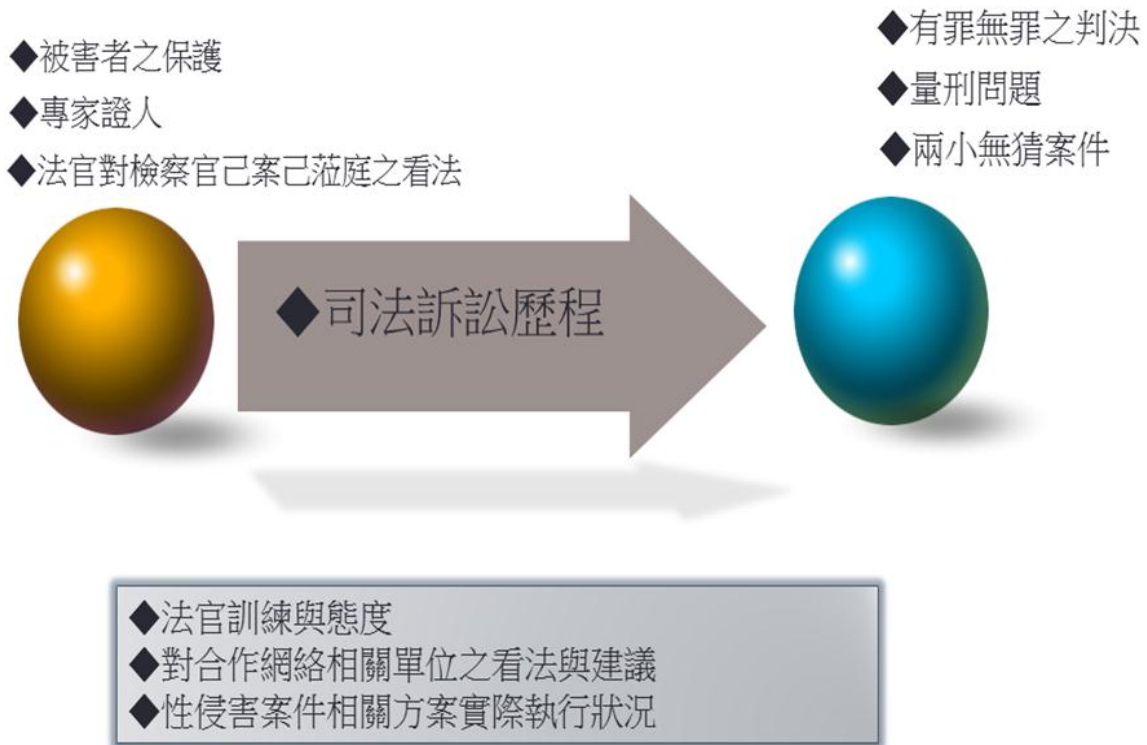 ◆被害者之保護
◆專家證人
◆法官對檢察官己案己蒞庭之看法
◆有罪無罪之判決
◆量刑問題
◆兩小無猜案件
◆司法訴訟歷程
◆法官訓練與態度
◆對合作網絡相關單位之看法與建議
◆性侵害案件相關方案實際執行狀況